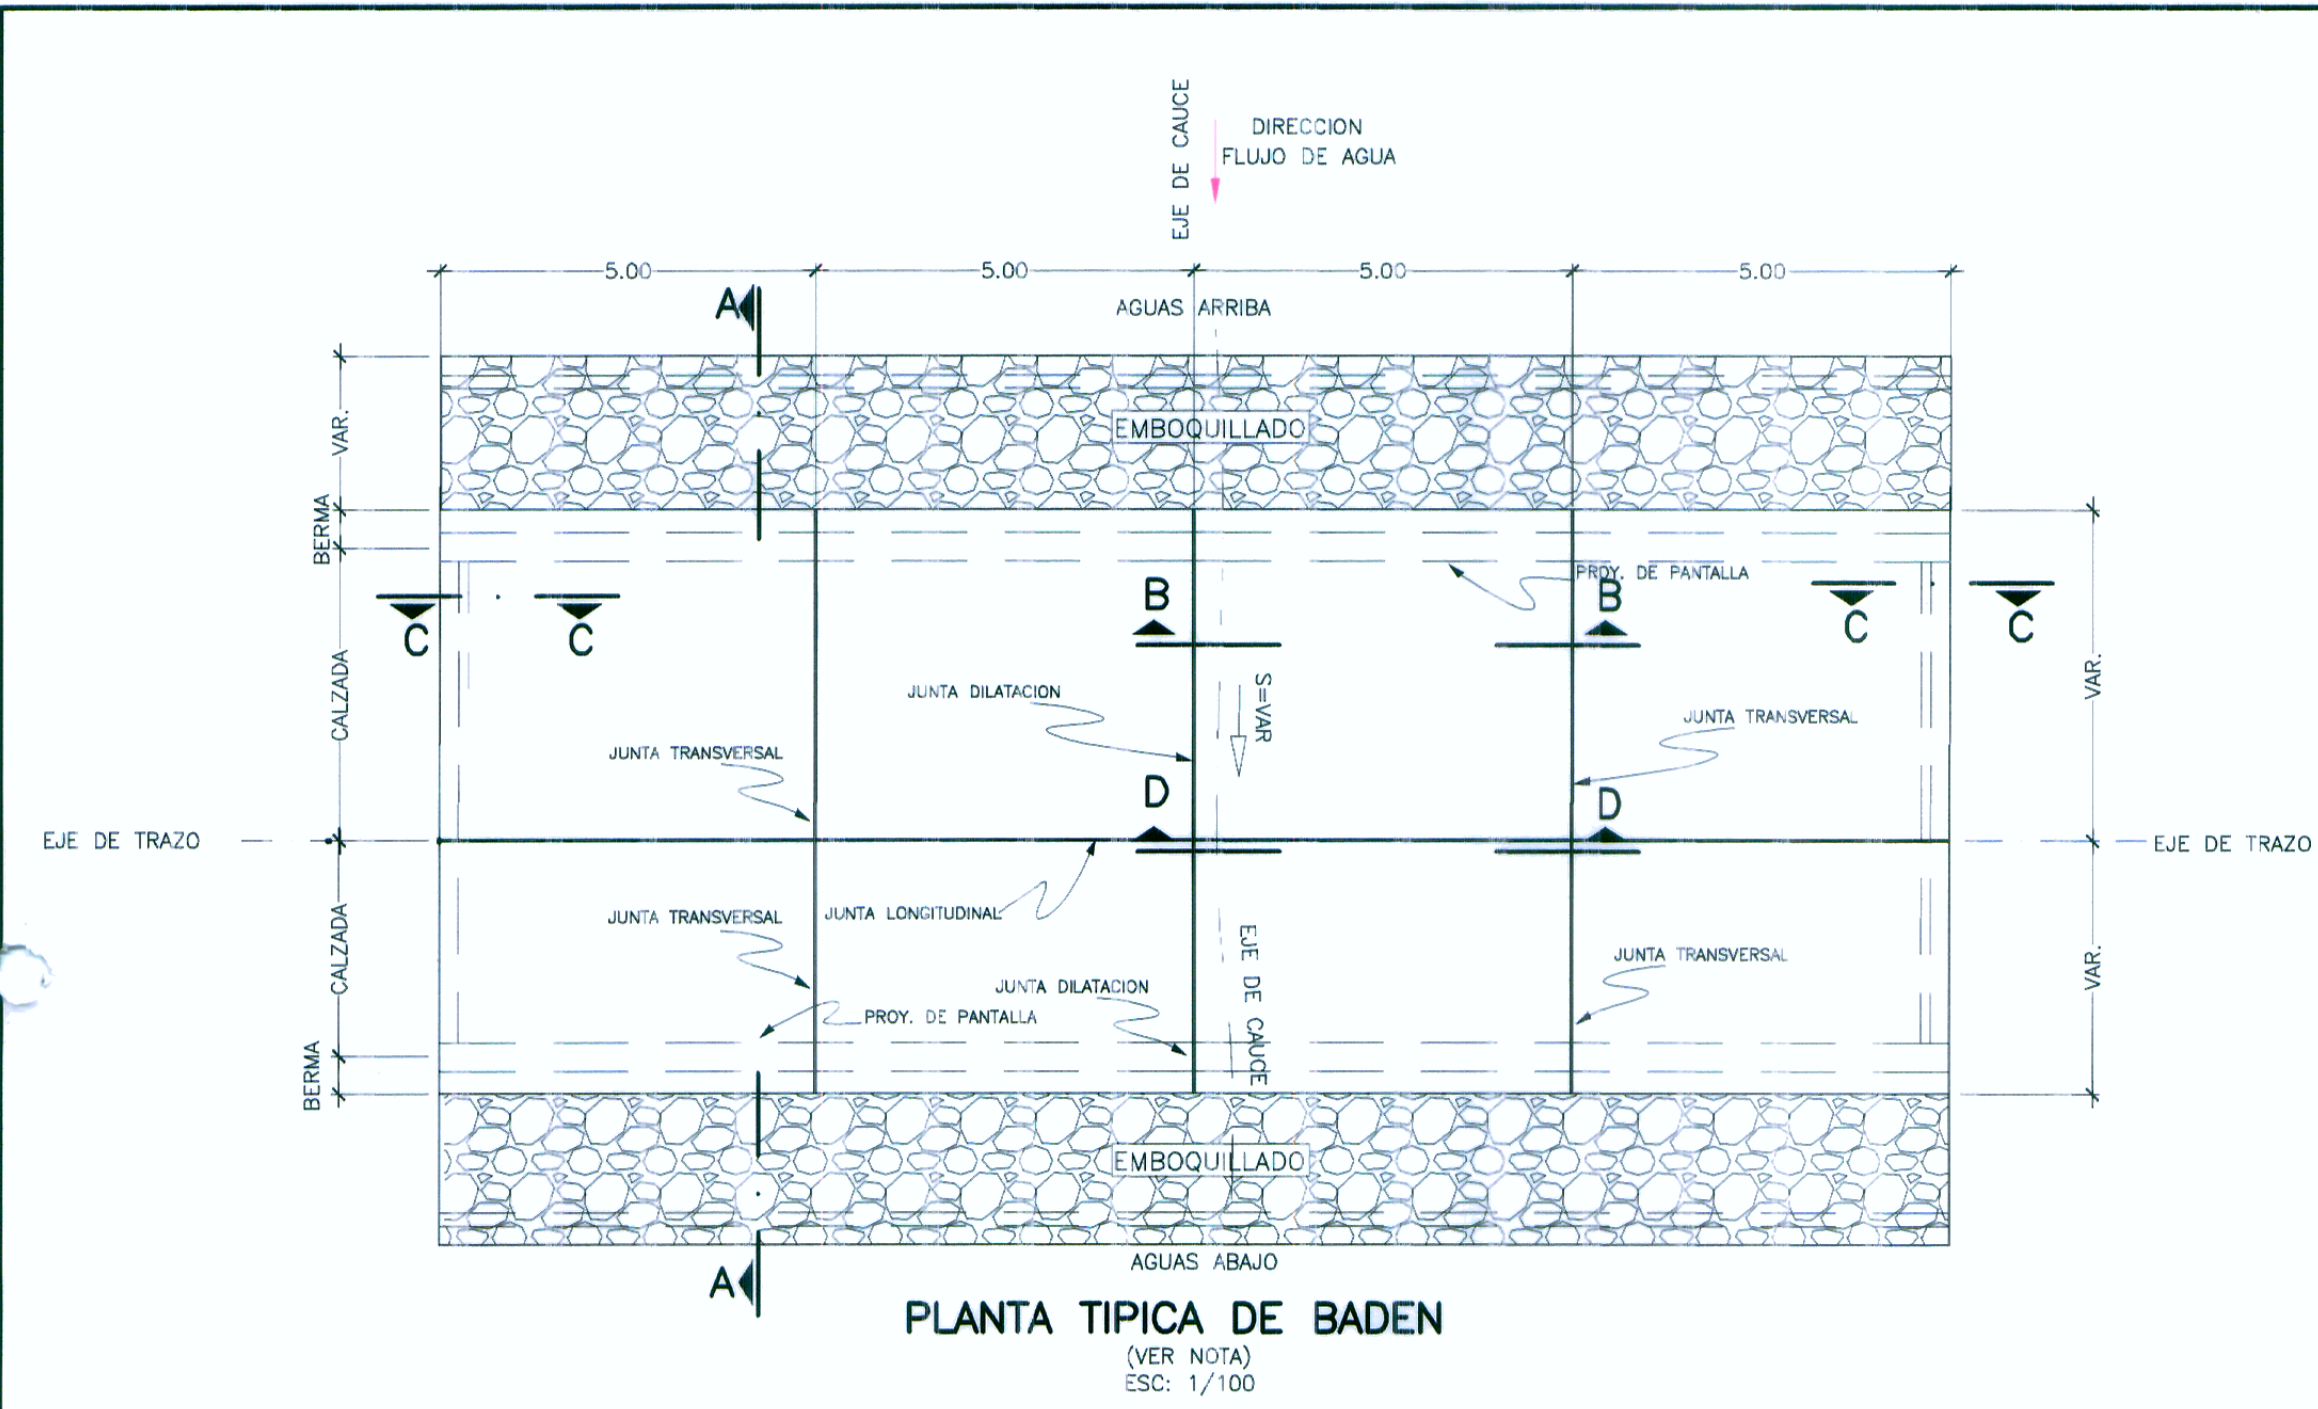 EJE DE CAUCE
DIRECCION
FLUJO DE AGUA
5.00
5.00
5.00
5.00
A
AGUAS ARRIBA
VAR.
EMBOQUILLADO
BERMA
PROY. DE PANTALLA
B
B
C
C
C
C
CALZADA
JUNTA DILATACION
S=VAR
VAR.
JUNTA TRANSVERSAL
JUNTA TRANSVERSAL
D
D
EJE DE TRAZO
EJE DE TRAZO
CALZADA
JUNTA TRANSVERSAL
JUNTA LONGITUDINAL
EJE DE CAUCE
JUNTA TRANSVERSAL
VAR.
JUNTA DILATACION
PROY. DE PANTALLA
BERMA
EMBOQUILLADO
AGUAS ABAJO
A
PLANTA TIPICA DE BADEN
(VER NOTA)
ESC: 1/100